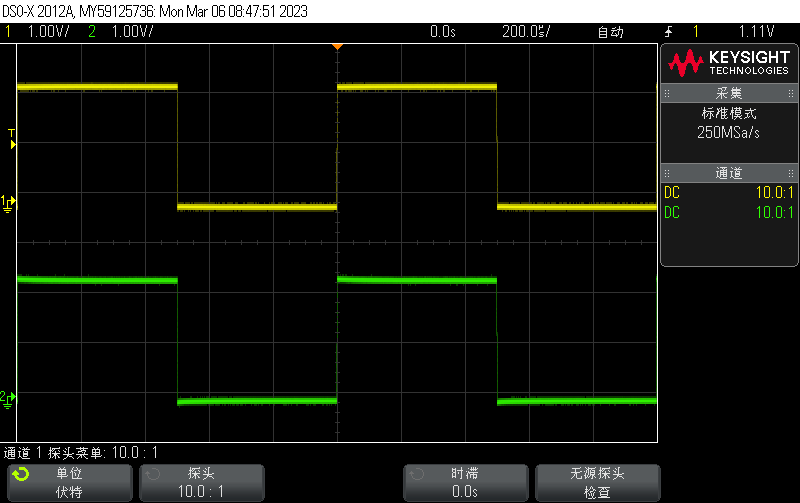 DSO-X 2012A, MY59125736: Mon Mar 06 08:47:51 2023
1 1.00V/ 2 1.00V/ 0.0s 200.0㎲/ 自动 1 1.11V
KEYSIGHT
TECHNOLOGIES
采集
标准模式
250MSa/s
通道
DC 10.0:1
DC 10.0:1
T
1
2
通道 1 探头菜单: 10.0 : 1
单位
伏特
探头
10.0 : 1
时滞
0.0s
无源探头
检查